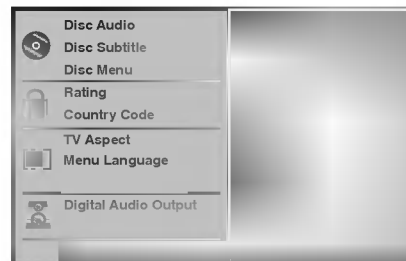 Disc Audio
Disc Subtitle
Disc Menu
Rating
Country Code
TV Aspect
Menu Language
Digital Audio Output